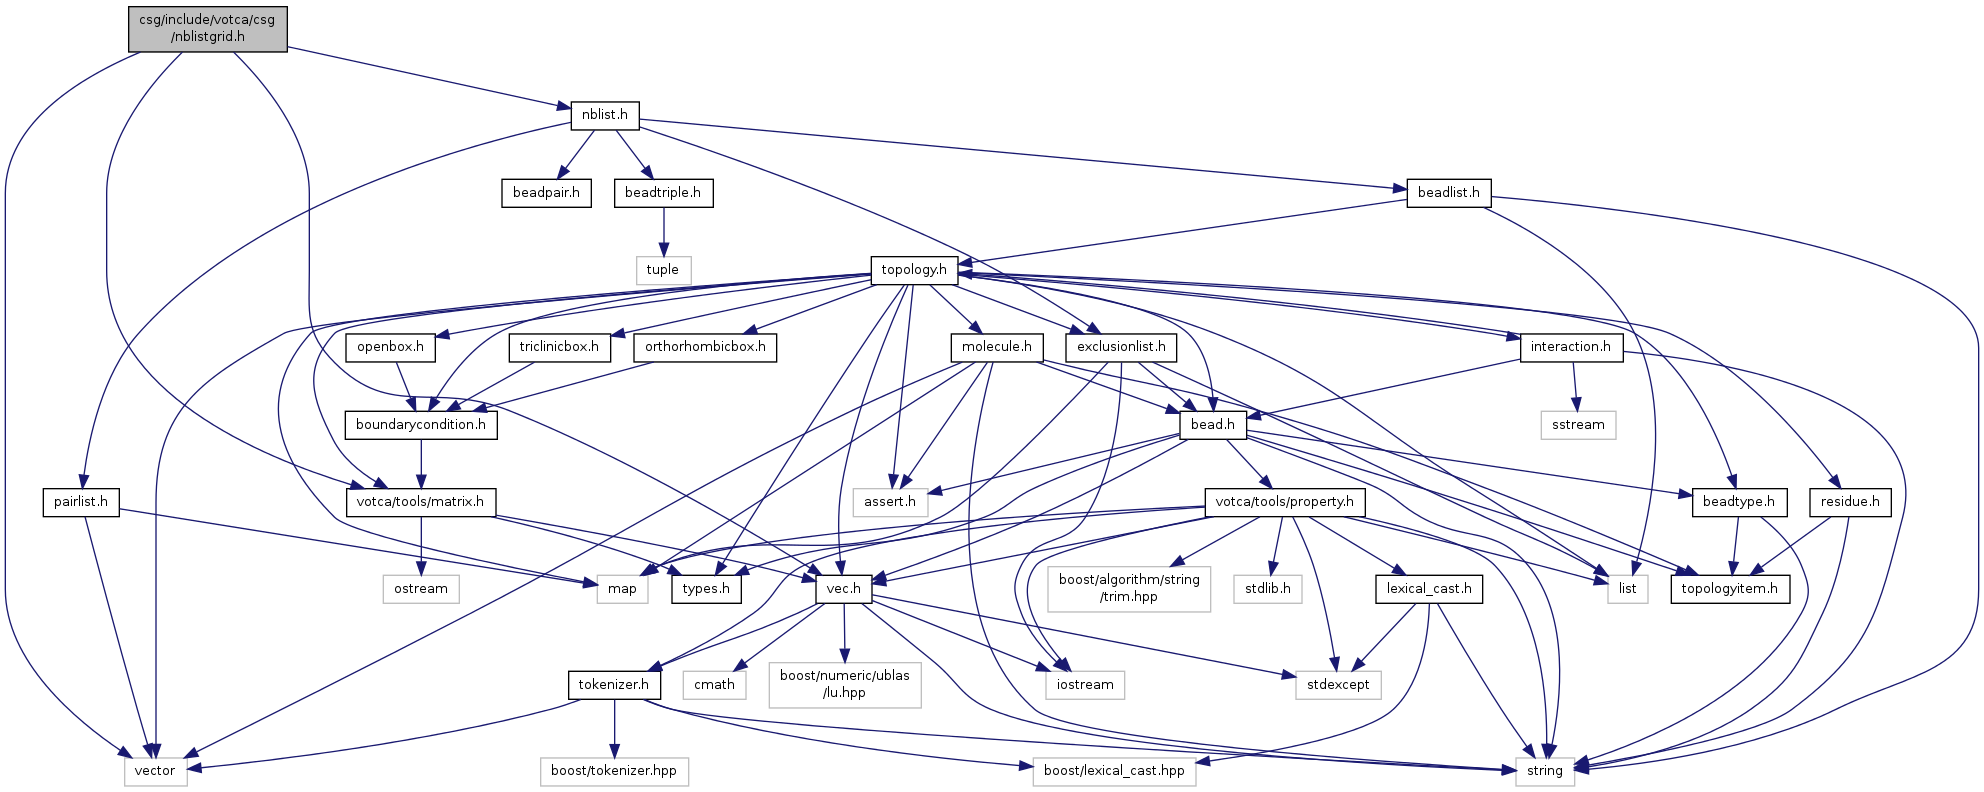 csg/include/votca/csg
/nblistgrid.h
nblist.h
beadpair.h
beadtriple.h
beadlist.h
tuple
topology.h
openbox.h
triclinicbox.h
orthorhombicbox.h
molecule.h
exclusionlist.h
interaction.h
boundarycondition.h
bead.h
sstream
pairlist.h
votca/tools/matrix.h
assert.h
votca/tools/property.h
beadtype.h
residue.h
ostream
map
types.h
vec.h
boost/algorithm/string
/trim.hpp
stdlib.h
lexical_cast.h
list
topologyitem.h
tokenizer.h
cmath
boost/numeric/ublas
/lu.hpp
iostream
stdexcept
vector
boost/tokenizer.hpp
boost/lexical_cast.hpp
string